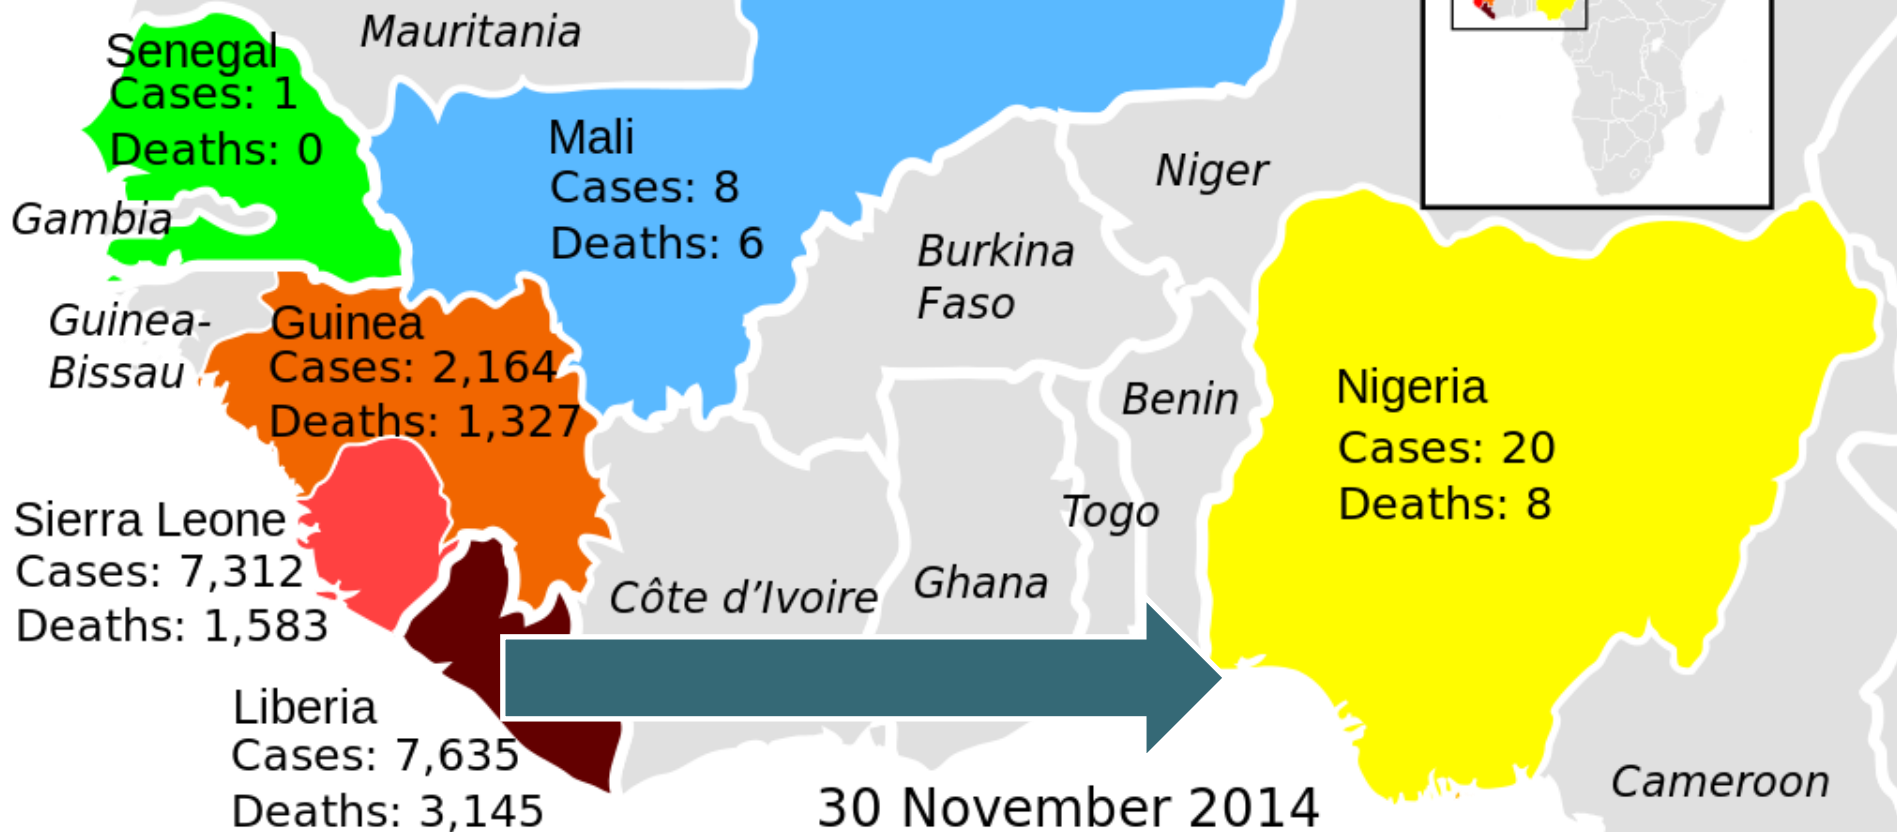 Mauritania
Senegal
Cases: 1
Deaths: 0
Mali
Cases: 8
Deaths: 6
Niger
Gambia
Burkina
Faso
Guinea-
Bissau
Guinea
Cases: 2,164
Deaths: 1,327
Benin
Nigeria
Cases: 20
Deaths: 8
Togo
Sierra Leone
Cases: 7,312
Deaths: 1,583
Côte d’Ivoire
Ghana
Liberia
Cases: 7,635
Deaths: 3,145
30 November 2014
Cameroon